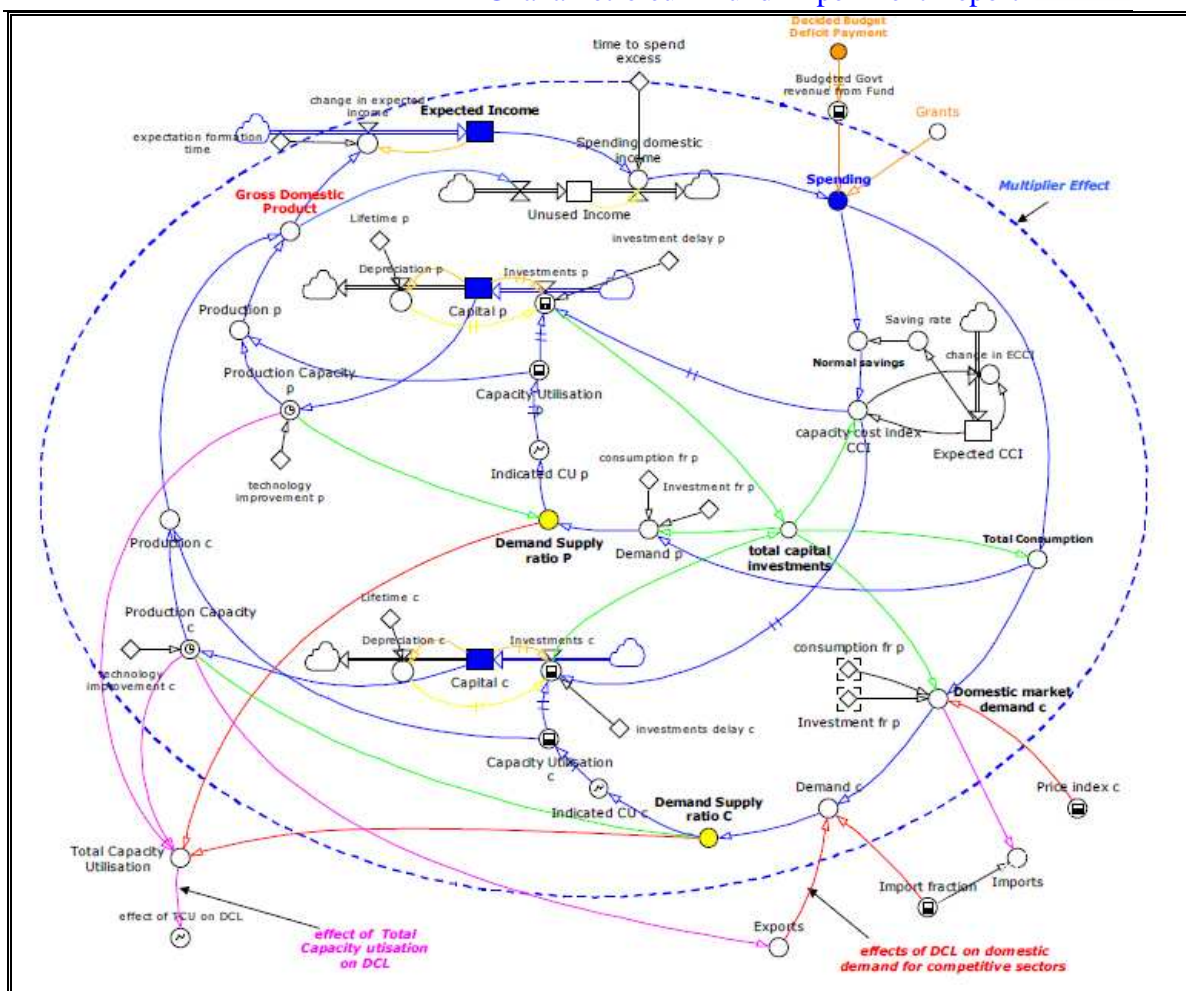 Decided Budget
Deficit Payment
time to spend
excess
Budgeted Govt
revenue from Fund
Grants
change in expected
income
Expected Income
expectation formation
time
Spending domestic
income
Gross Domestic
Product
Spending
Multiplier Effect
Unused Income
Lifetime p
investment delay p
Depreciation p
Investments p
Capital p
Production p
Saving rate
Normal savings
change in ECCI
Production Capacity
p
Capacity Utilisation
p
capacity cost index
CCI
Expected CCI
consumption fr p
Indicated CU p
Investment fr p
technology
improvement p
Production c
Demand Supply
ratio P
Demand p
total capital
investments
Total Consumption
Production Capacity
c
Lifetime c
Depreciation c
Investments c
consumption fr p
technology
improvement c
Capital c
Domestic market
demand c
Investment fr p
investments delay c
Capacity Utilisation
c
Demand c
Price index c
Indicated CU c
Demand Supply
ratio C
Total Capacity
Utilisation
Import fraction
Imports
effect of TCU on DCL
effect of Total
Capacity utisation
on DCL
Exports
effects of DCL on domestic
demand for competitive sectors